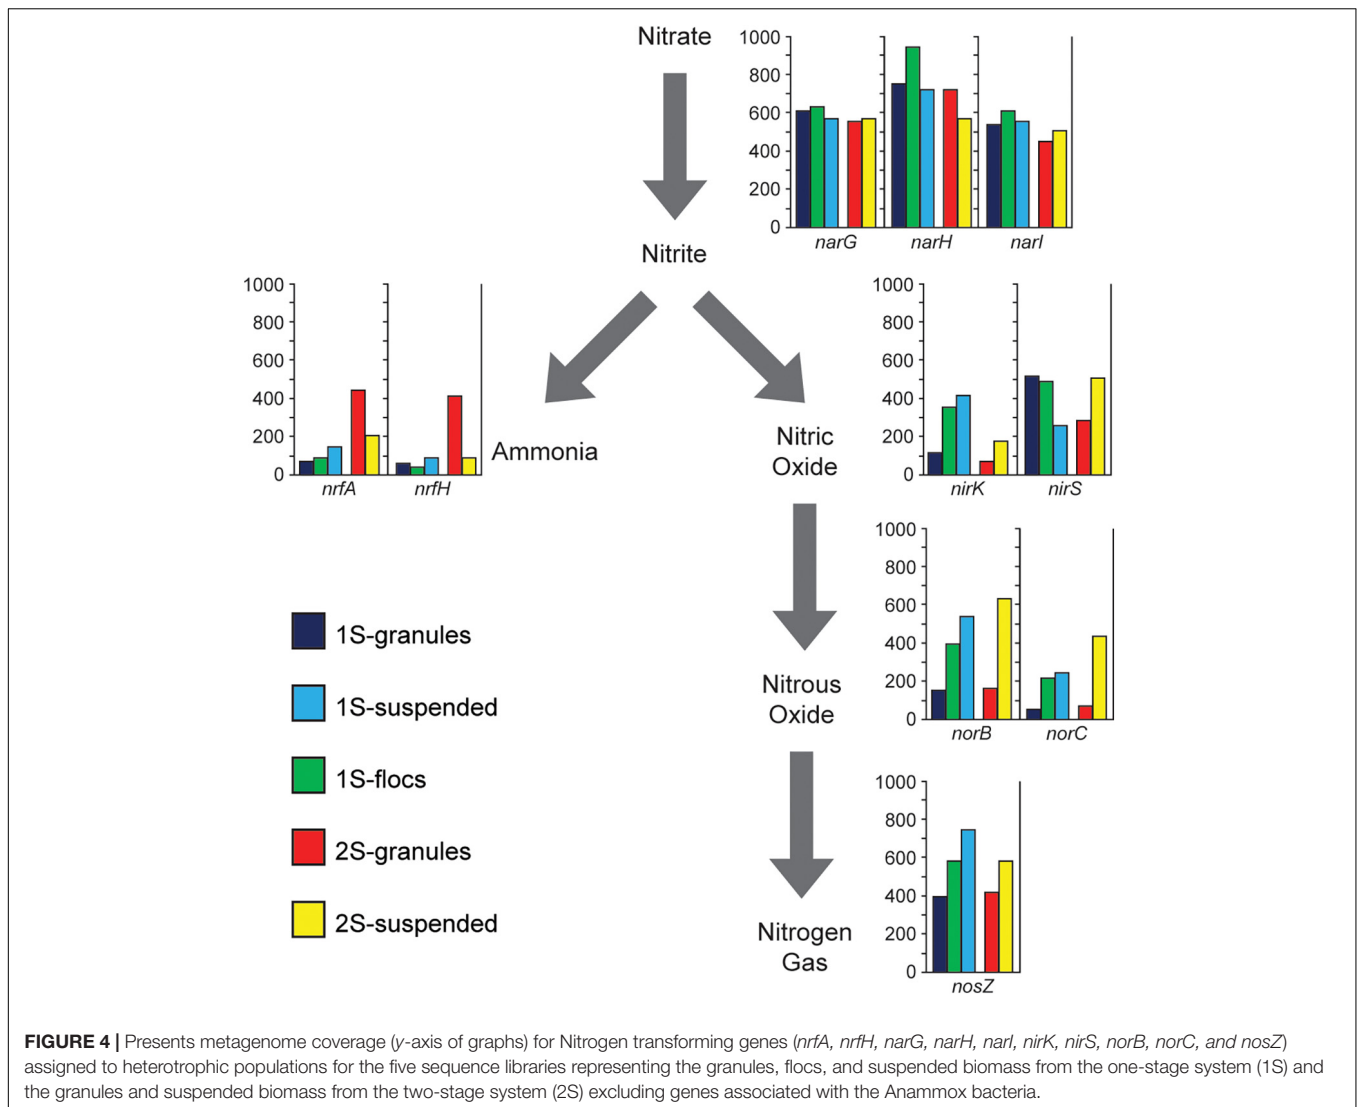 Nitrate
1000
800
600
400
200
0
narG
narH
narI
Nitrite
1000
800
600
400
200
0
nrfA
nrfH
Ammonia
Nitric
Oxide
1000
800
600
400
200
0
nirK
nirS
1S-granules
1S-suspended
1S-flocs
2S-granules
2S-suspended
Nitrous
Oxide
1000
800
600
400
200
0
norB
norC
Nitrogen
Gas
1000
800
600
400
200
0
nosZ
FIGURE 4 | Presents metagenome coverage (y-axis of graphs) for Nitrogen transforming genes (nrfA, nrfH, narG, narH, narI, nirK, nirS, norB, norC, and nosZ)
assigned to heterotrophic populations for the five sequence libraries representing the granules, flocs, and suspended biomass from the one-stage system (1S) and
the granules and suspended biomass from the two-stage system (2S) excluding genes associated with the Anammox bacteria.